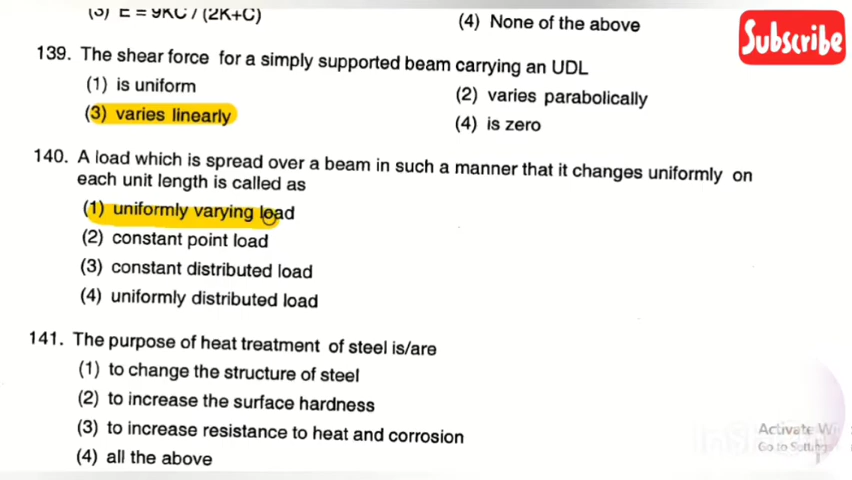 (3) E = 9KC / (2K+C)
(4) None of the above
Subscribe
139. The shear force for a simply supported beam carrying an UDL
(1) is uniform
(2) varies parabolically
(3) varies linearly
(4) is zero
140. A load which is spread over a beam in such a manner that it changes uniformly on
each unit length is called as
(1) uniformly varying load
(2) constant point load
(3) constant distributed load
(4) uniformly distributed load
141. The purpose of heat treatment of steel is/are
(1) to change the structure of steel
(2) to increase the surface hardness
(3) to increase resistance to heat and corrosion
(4) all the above
Activate Wi
Go to Settings